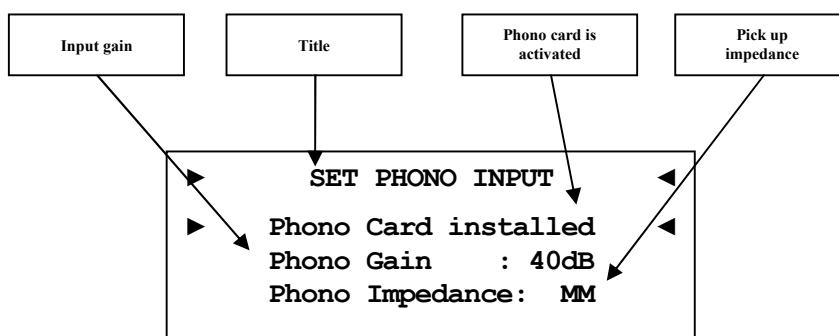 Input gain
Title
Phono card is
activated
Pick up
impedance
► SET PHONO INPUT ◄
► Phono Card installed ◄
Phono Gain : 40dB
Phono Impedance: MM